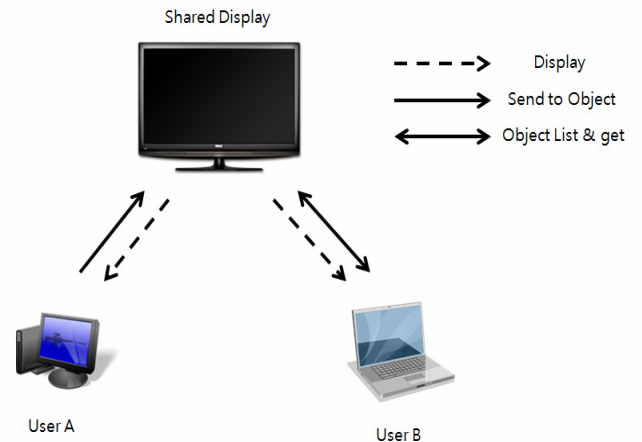 Shared Display
Display
Send to Object
Object List & get
User A
User B